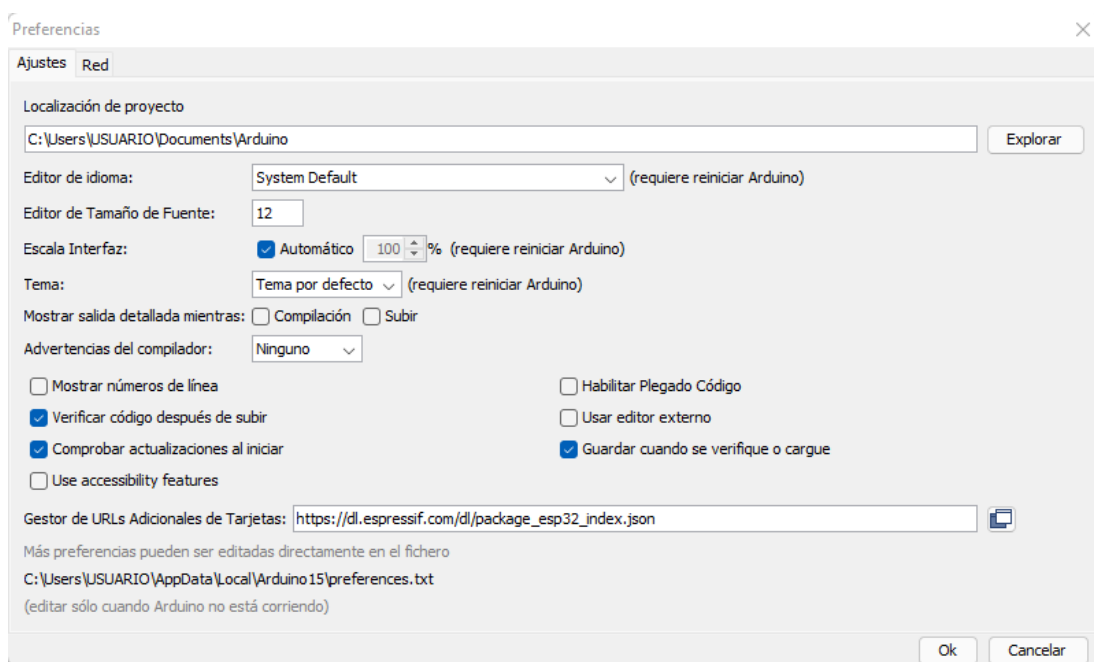 Preferencias
Ajustes Red
Localización de proyecto
C:\Users\USUARIO\Documents\Arduino Explorar
Editor de idioma: System Default (requiere reiniciar Arduino)
Editor de Tamaño de Fuente: 12
Escala Interfaz: Automático 100 % (requiere reiniciar Arduino)
Tema: Tema por defecto (requiere reiniciar Arduino)
Mostrar salida detallada mientras: Compilación Subir
Advertencias del compilador: Ninguno
Mostrar números de línea Habilitar Plegado Código
Verificar código después de subir Usar editor externo
Comprobar actualizaciones al iniciar Guardar cuando se verifique o cargue
Use accessibility features
Gestor de URLs Adicionales de Tarjetas: https://dl.espressif.com/dl/package_esp32_index.json
Más preferencias pueden ser editadas directamente en el fichero
C:\Users\USUARIO\AppData\Local\Arduino15\preferences.txt
(editar sólo cuando Arduino no está corriendo)
Ok Cancelar